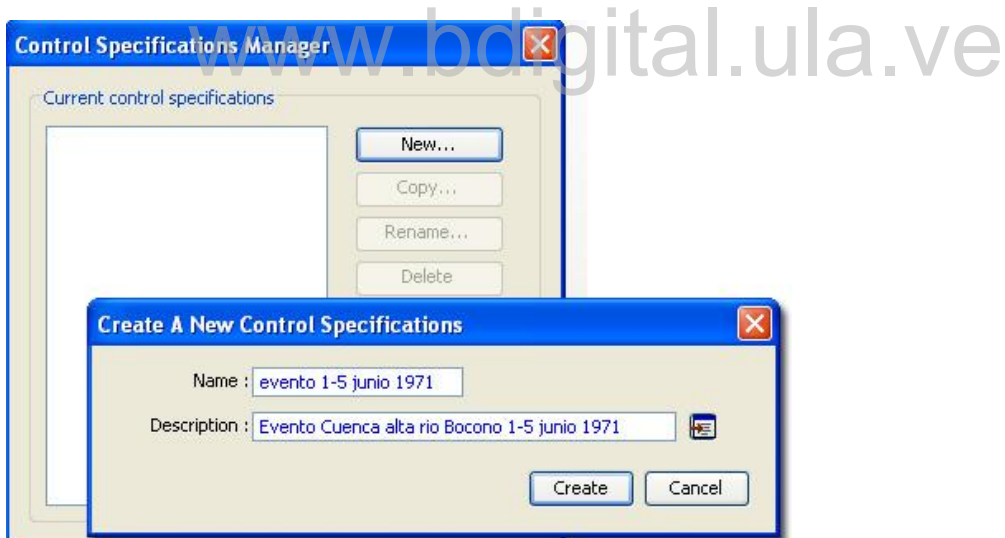 www.bdigital.ula.ve
Control Specifications Manager
Current control specifications
New...
Copy...
Rename...
Delete
Create A New Control Specifications
Name : evento 1-5 junio 1971
Description : Evento Cuenca alta rio Bocono 1-5 junio 1971
Create Cancel